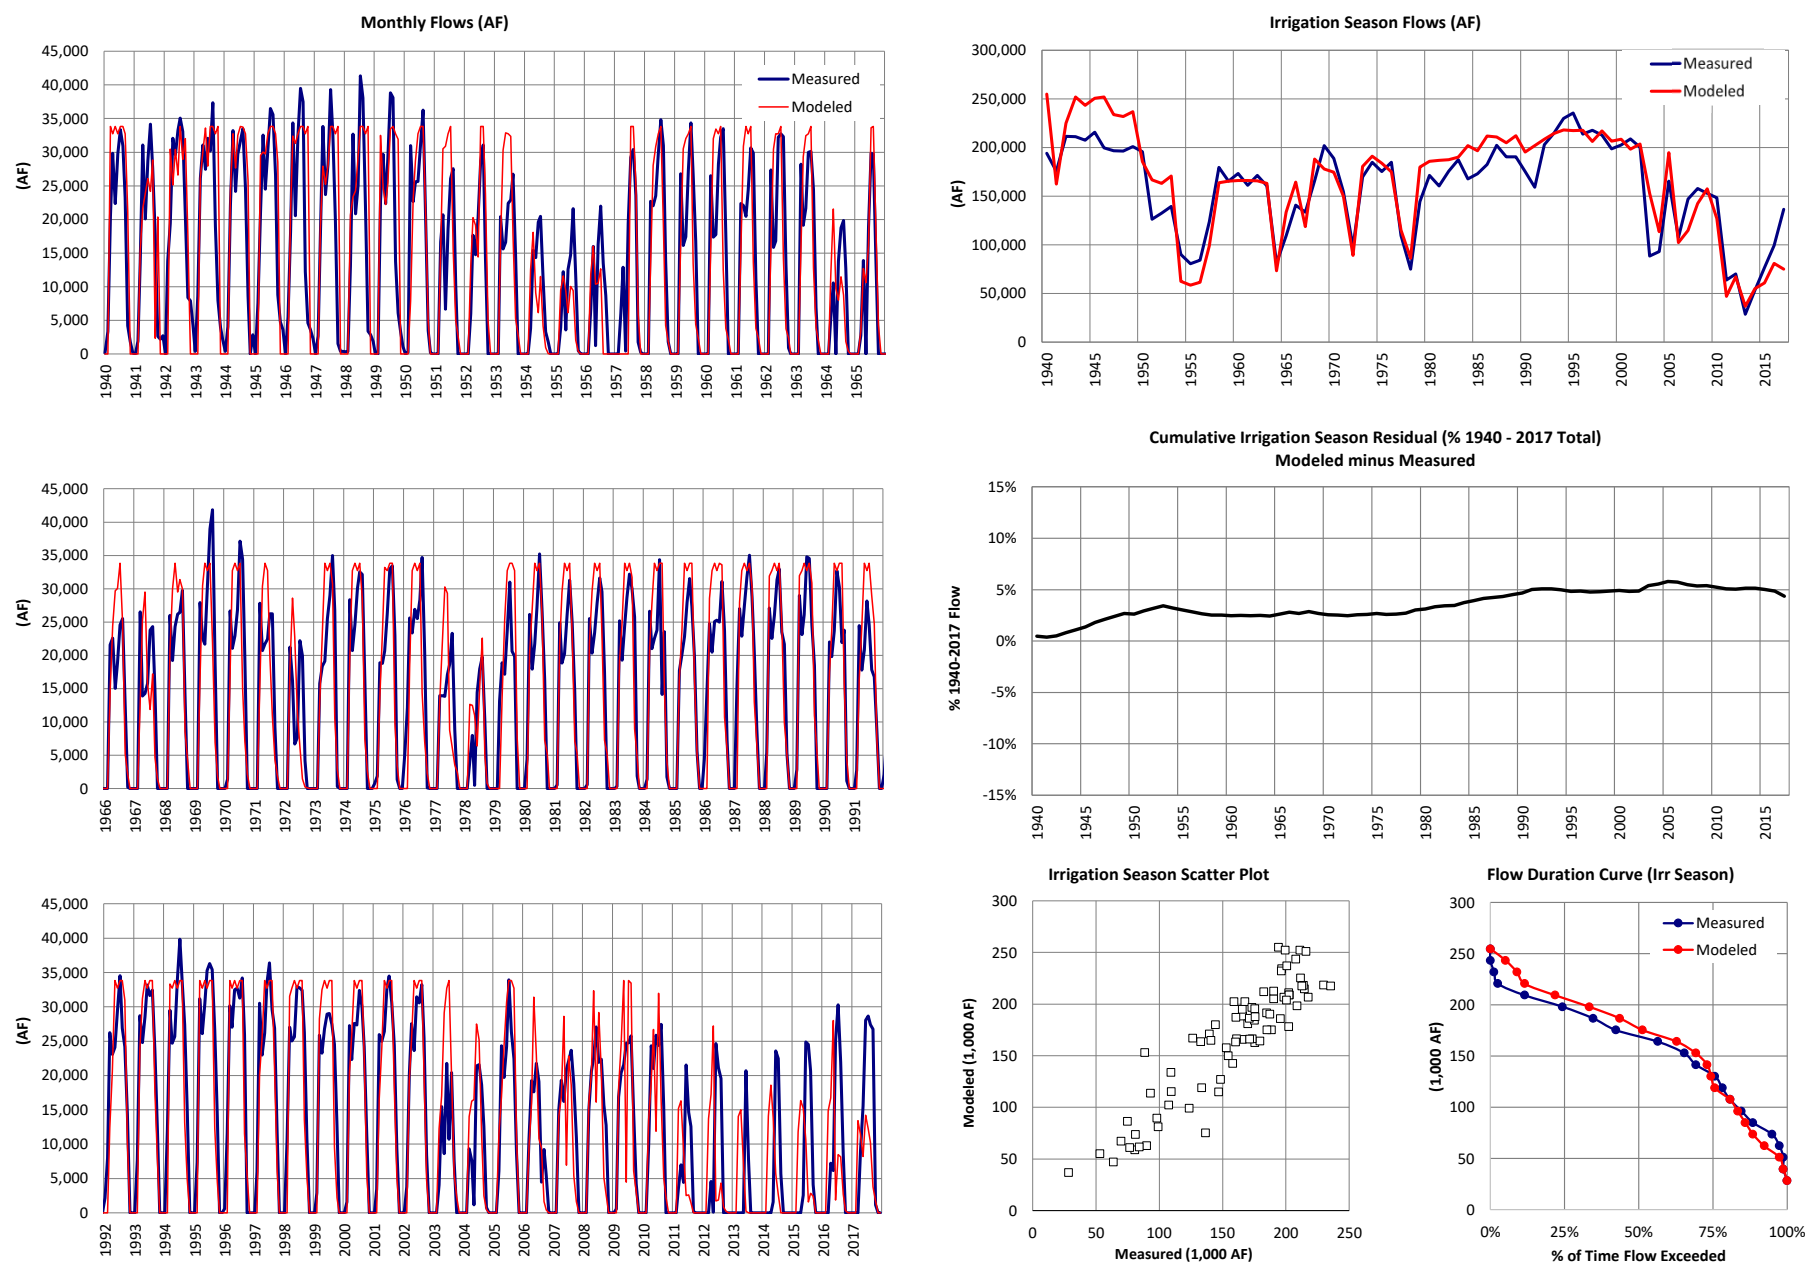 Monthly Flows (AF)
45,000
40,000
35,000
30,000
25,000
20,000
15,000
10,000
5,000
0
(AF)
Measured
Modeled
1940 1941 1942 1943 1944 1945 1946 1947 1948 1949 1950 1951 1952 1953 1954 1955 1956 1957 1958 1959 1960 1961 1962 1963 1964 1965
45,000
40,000
35,000
30,000
25,000
20,000
15,000
10,000
5,000
0
(AF)
1966 1967 1968 1969 1970 1971 1972 1973 1974 1975 1976 1977 1978 1979 1980 1981 1982 1983 1984 1985 1986 1987 1988 1989 1990 1991
45,000
40,000
35,000
30,000
25,000
20,000
15,000
10,000
5,000
0
(AF)
1992 1993 1994 1995 1996 1997 1998 1999 2000 2001 2002 2003 2004 2005 2006 2007 2008 2009 2010 2011 2012 2013 2014 2015 2016 2017
Irrigation Season Flows (AF)
300,000
250,000
200,000
150,000
100,000
50,000
0
(AF)
Measured
Modeled
1940 1945 1950 1955 1960 1965 1970 1975 1980 1985 1990 1995 2000 2005 2010 2015
Cumulative Irrigation Season Residual (% 1940 - 2017 Total)
Modeled minus Measured
15%
10%
5%
0%
-5%
-10%
-15%
% 1940-2017 Flow
1940 1945 1950 1955 1960 1965 1970 1975 1980 1985 1990 1995 2000 2005 2010 2015
Irrigation Season Scatter Plot
300
250
200
150
100
50
0
Modeled (1,000 AF)
0 50 100 150 200 250
Measured (1,000 AF)
Flow Duration Curve (Irr Season)
300
250
200
150
100
50
0
(1,000 AF)
Measured
Modeled
0% 25% 50% 75% 100%
% of Time Flow Exceeded